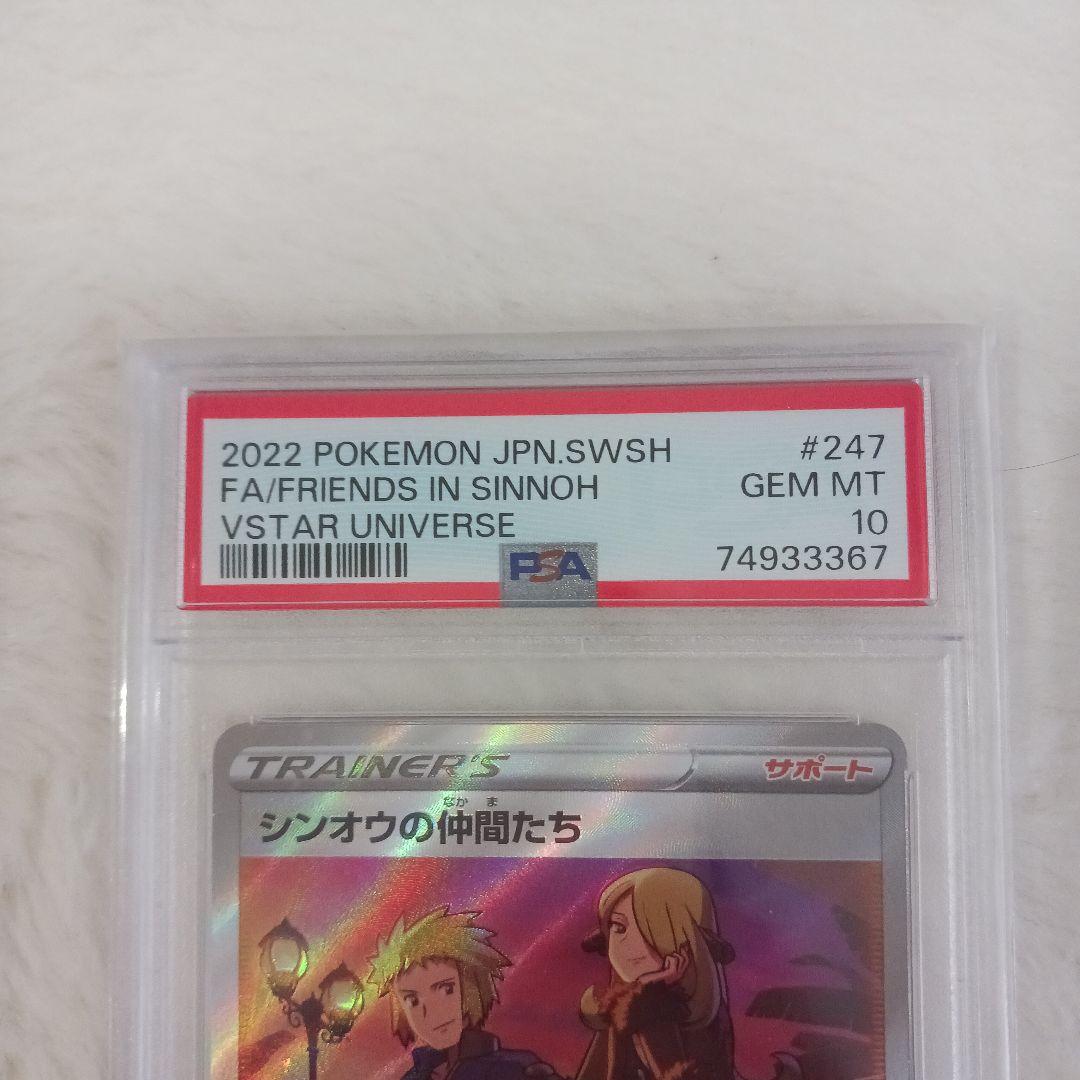 2022 POKEMON JPN.SWSH #247
FA/FRIENDS IN SINNOH GEM MT
VSTAR UNIVERSE 10
PSA 74933367
TRAINER'S サポート
なかま
シンオウの仲間たち